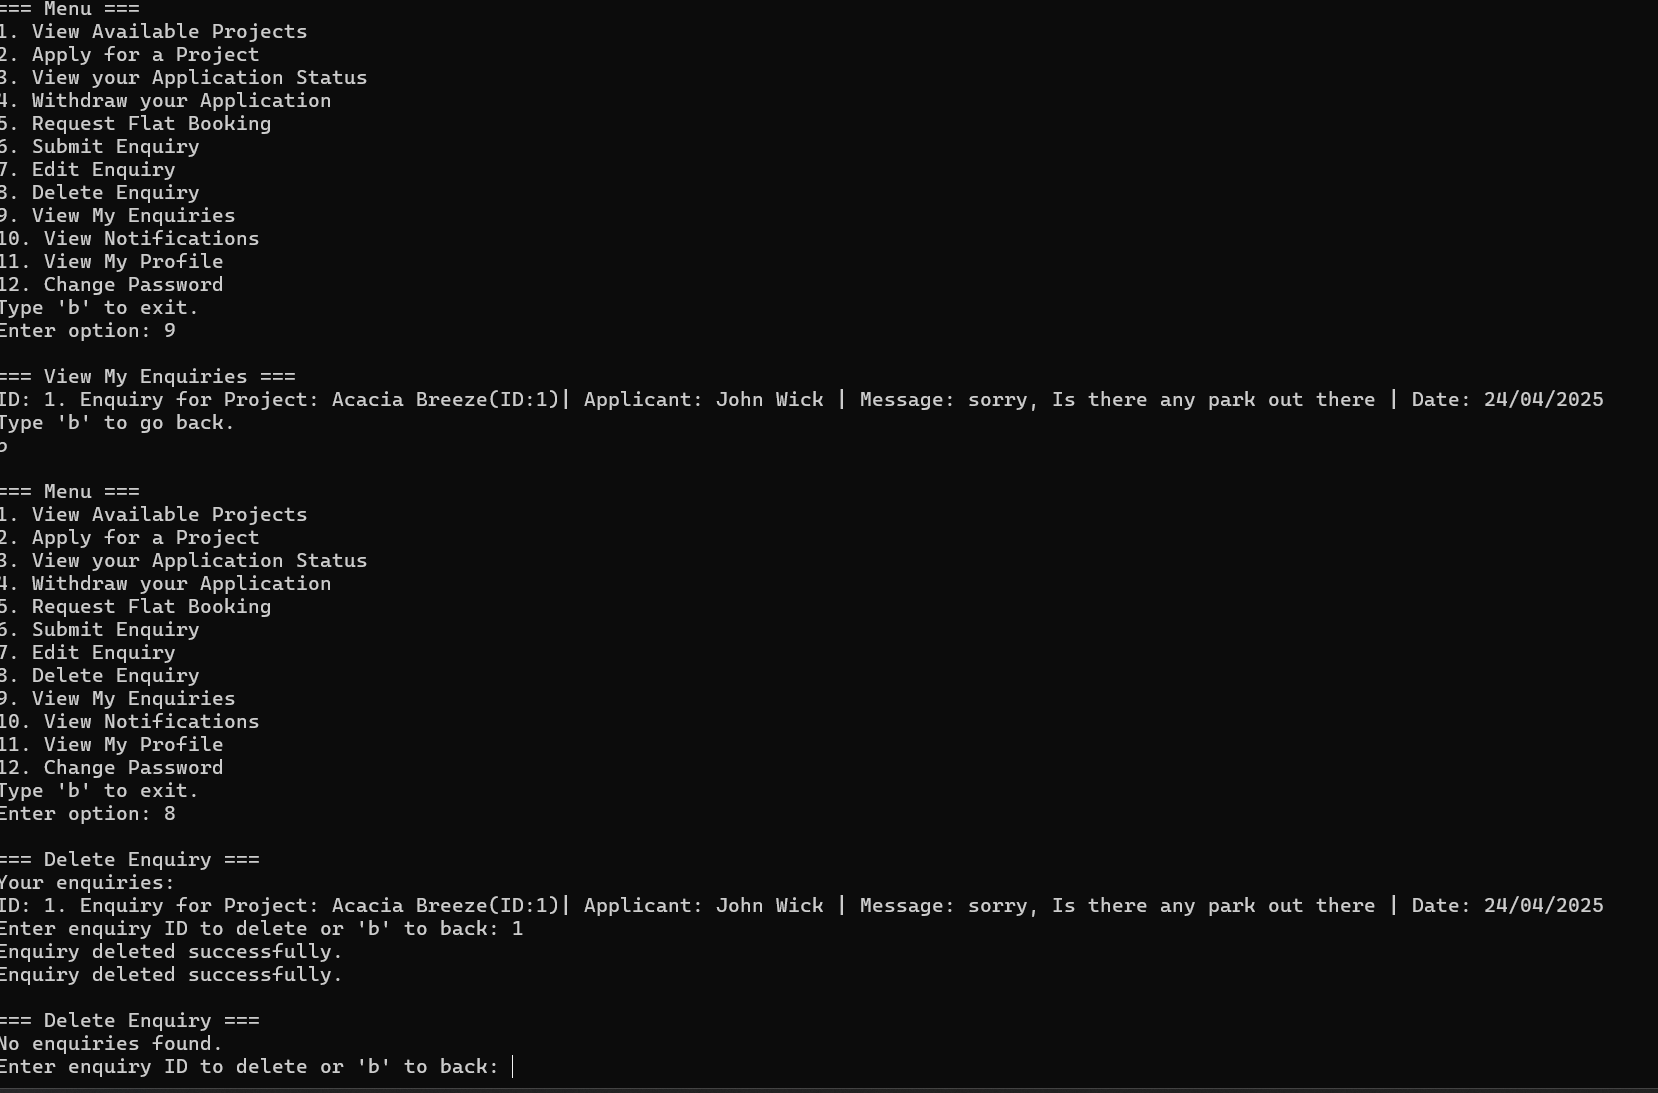 === Menu ===
1. View Available Projects
2. Apply for a Project
3. View your Application Status
4. Withdraw your Application
5. Request Flat Booking
6. Submit Enquiry
7. Edit Enquiry
8. Delete Enquiry
9. View My Enquiries
10. View Notifications
11. View My Profile
12. Change Password
Type 'b' to exit.
Enter option: 9
=== View My Enquiries ===
ID: 1. Enquiry for Project: Acacia Breeze(ID:1)| Applicant: John Wick | Message: sorry, Is there any park out there | Date: 24/04/2025
Type 'b' to go back.
b
=== Menu ===
1. View Available Projects
2. Apply for a Project
3. View your Application Status
4. Withdraw your Application
5. Request Flat Booking
6. Submit Enquiry
7. Edit Enquiry
8. Delete Enquiry
9. View My Enquiries
10. View Notifications
11. View My Profile
12. Change Password
Type 'b' to exit.
Enter option: 8
=== Delete Enquiry ===
Your enquiries:
ID: 1. Enquiry for Project: Acacia Breeze(ID:1)| Applicant: John Wick | Message: sorry, Is there any park out there | Date: 24/04/2025
Enter enquiry ID to delete or 'b' to back: 1
Enquiry deleted successfully.
Enquiry deleted successfully.
=== Delete Enquiry ===
No enquiries found.
Enter enquiry ID to delete or 'b' to back: